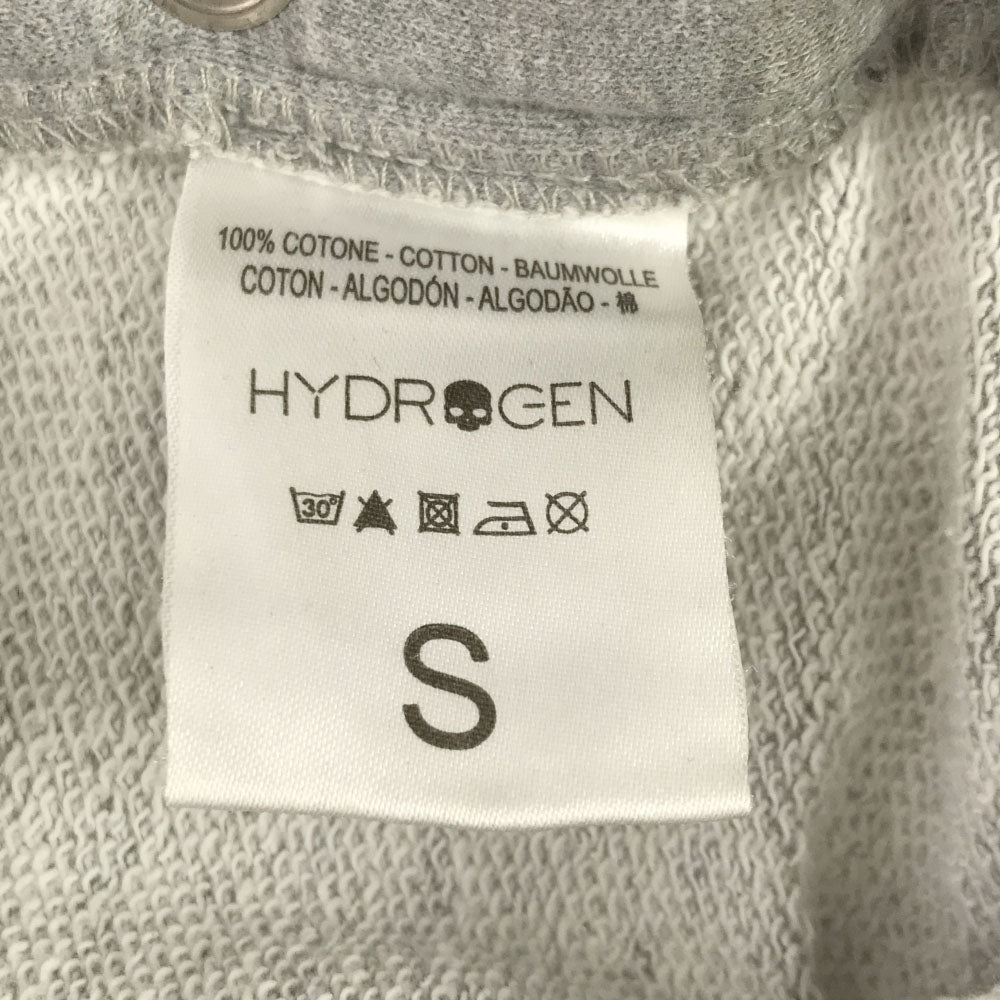 100% COTONE - COTTON - BAUMWOLLE
COTON - ALGODÓN - ALGODÃO - 棉
HYDROGEN
30°
S